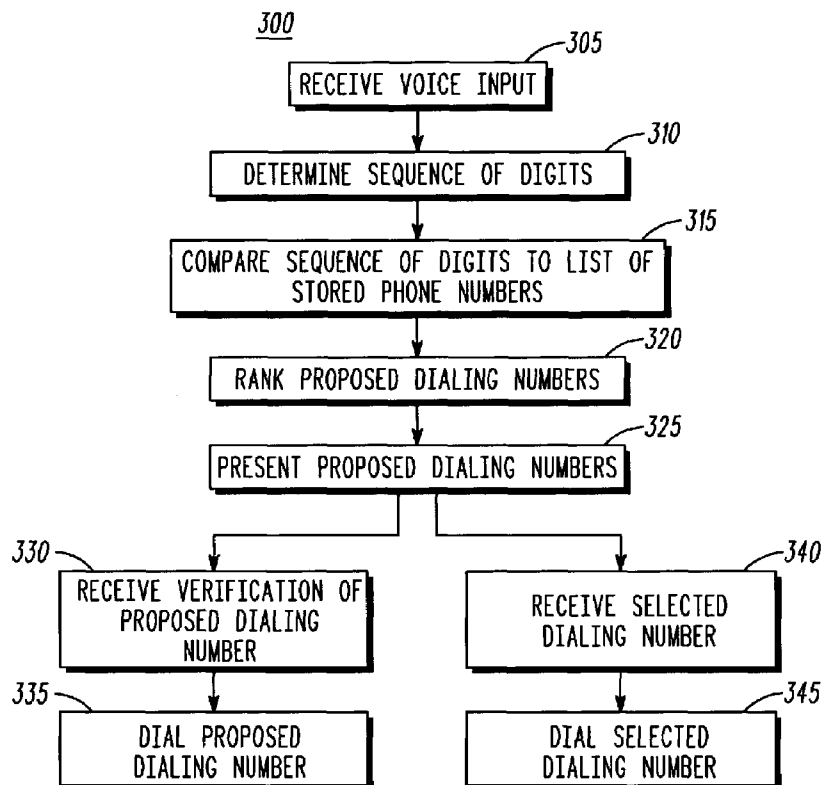 300
305
RECEIVE VOICE INPUT
310
DETERMINE SEQUENCE OF DIGITS
315
COMPARE SEQUENCE OF DIGITS TO LIST OF
STORED PHONE NUMBERS
320
RANK PROPOSED DIALING NUMBERS
325
PRESENT PROPOSED DIALING NUMBERS
330
RECEIVE VERIFICATION OF
PROPOSED DIALING
NUMBER
340
RECEIVE SELECTED
DIALING NUMBER
335
DIAL PROPOSED
DIALING NUMBER
345
DIAL SELECTED
DIALING NUMBER